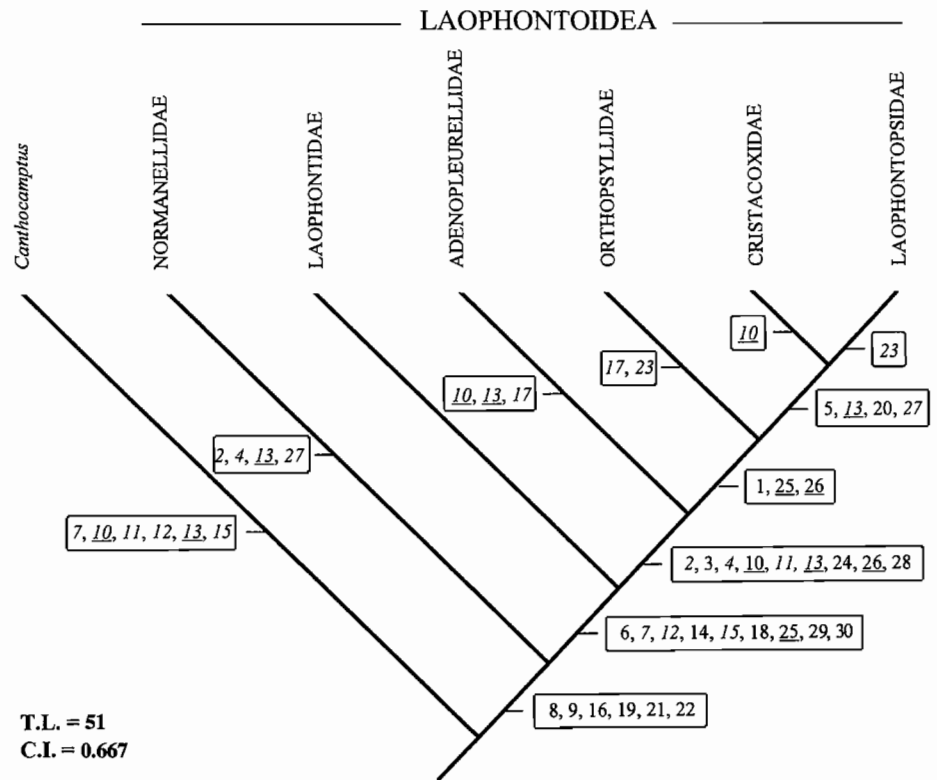 LAOPHONTOIDEA
Canthocamptus
NORMANELLIDAE
LAOPHONTIDAE
ADENOPLEURELLIDAE
ORTHOPSYLLIDAE
CRISTACOXIDAE
LAOPHONTOPSIDAE
10
23
17, 23
10, 13, 17
5, 13, 20, 27
2, 4, 13, 27
1, 25, 26
7, 10, 11, 12, 13, 15
2, 3, 4, 10, 11, 13, 24, 26, 28
6, 7, 12, 14, 15, 18, 25, 29, 30
8, 9, 16, 19, 21, 22
T.L. = 51
C.I. = 0.667